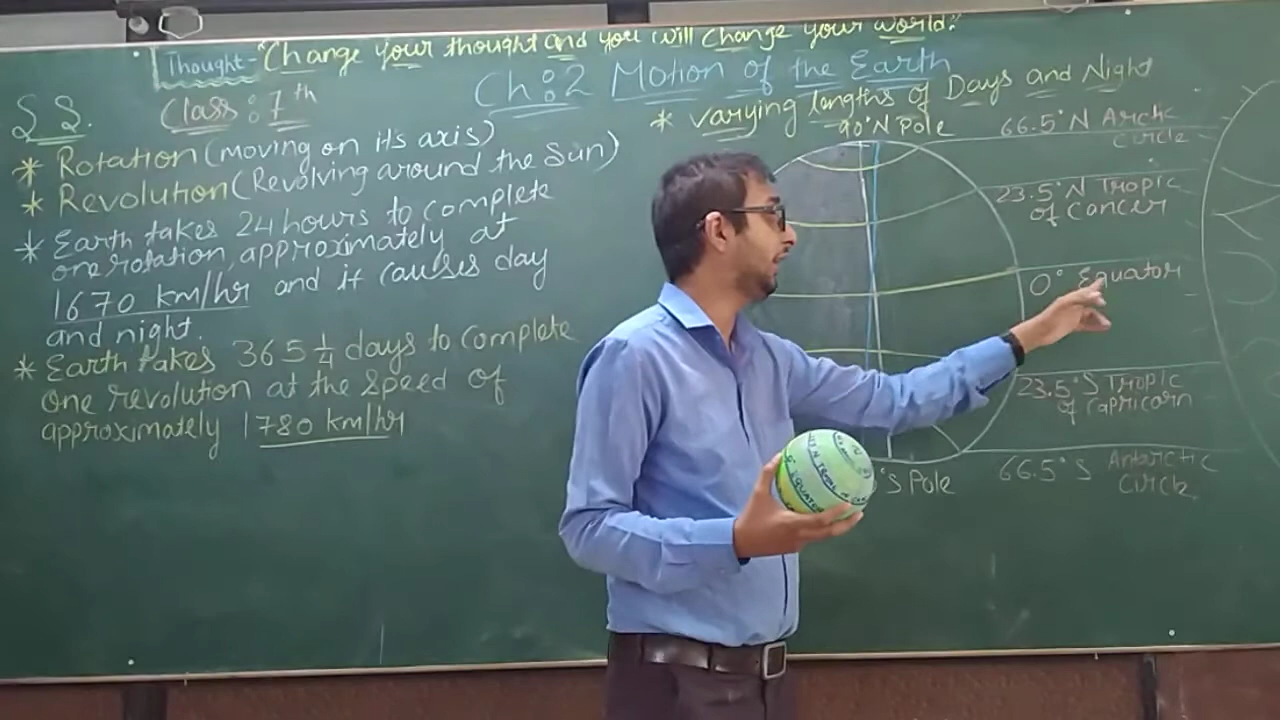 Thought- "Change your thought and you will change your world."
Ch:2 Motion of the Earth
S.S. Class : 7th
* Rotation (moving on its axis)
* Revolution (Revolving around the Sun)
* Earth takes 24 hours to complete
one rotation, approximately at
1670 km/hr and it causes day
and night.
* Earth takes 365 1/4 days to complete
one revolution at the speed of
approximately 1780 km/hr
* Varying lengths of Days and Night
90°N Pole
66.5°N Arctic
Circle
23.5°N Tropic
of Cancer
0° Equator
23.5°S Tropic
of Capricorn
66.5°S Antarctic
Circle
°S Pole
N TROPIC
EQUATOR